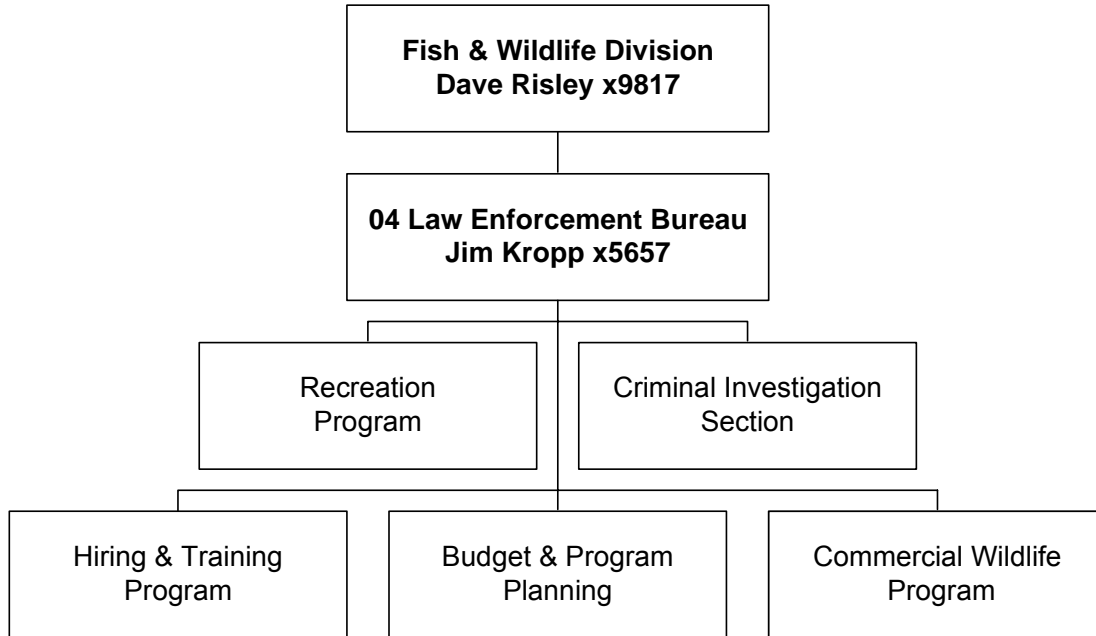 Fish & Wildlife Division
Dave Risley x9817
04 Law Enforcement Bureau
Jim Kropp x5657
Recreation
Program
Criminal Investigation
Section
Hiring & Training
Program
Budget & Program
Planning
Commercial Wildlife
Program